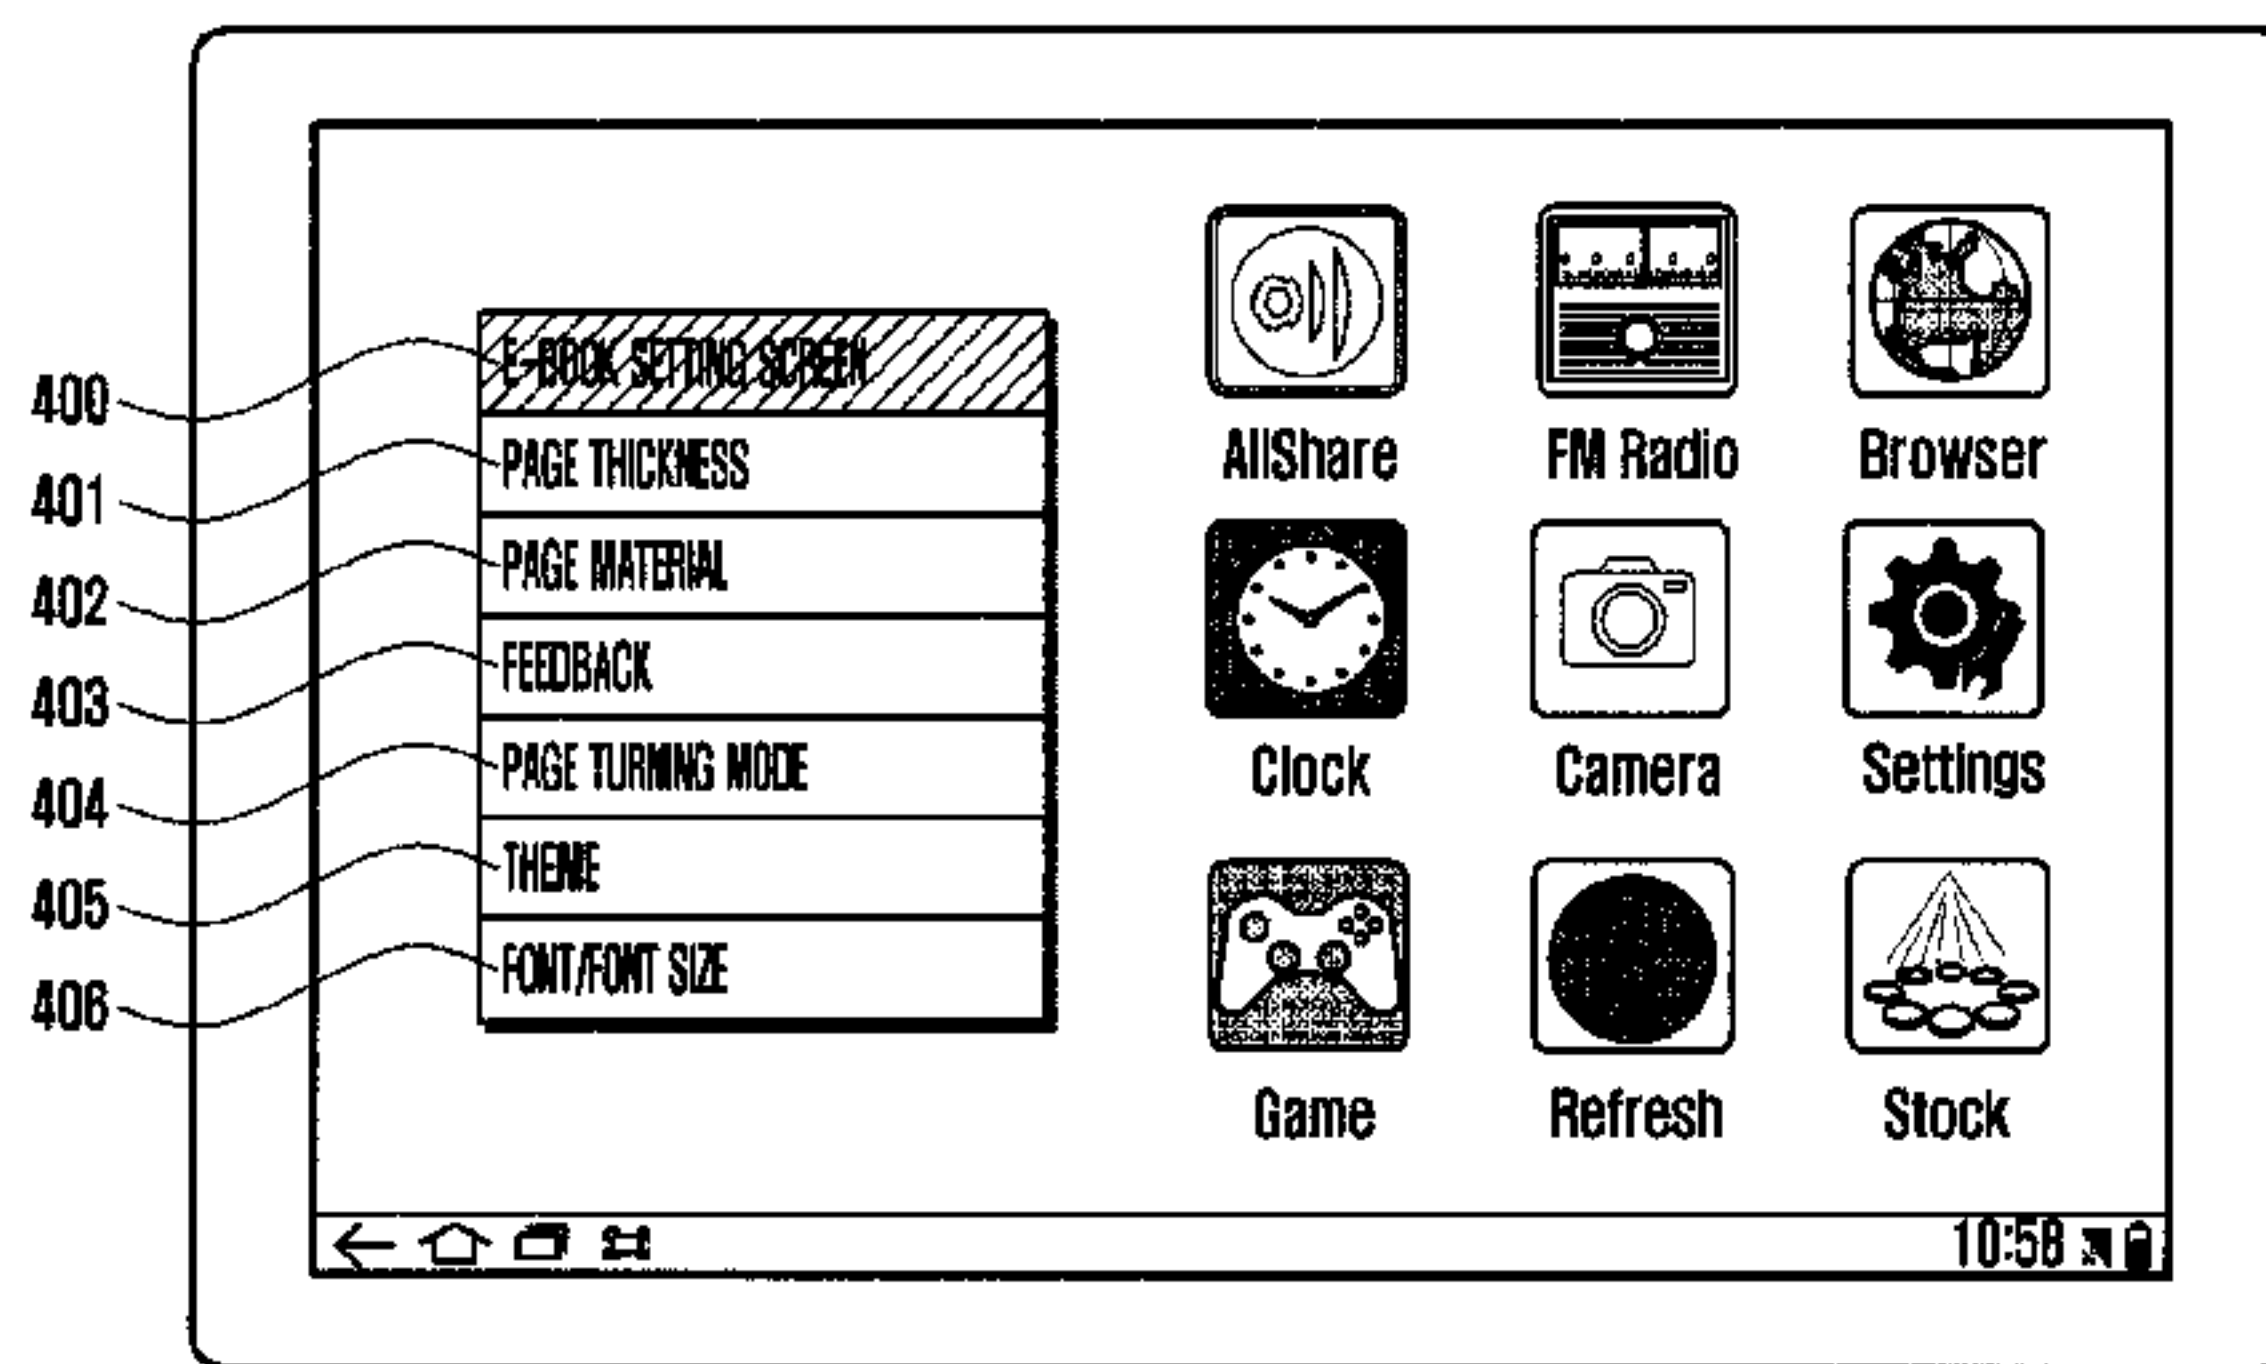 400 E-BOOK SETTING SCREEN
401 PAGE THICKNESS
402 PAGE MATERIAL
403 FEEDBACK
404 PAGE TURNING MODE
405 THEME
406 FONT/FONT SIZE
AllShare FM Radio Browser
Clock Camera Settings
Game Refresh Stock
10:58